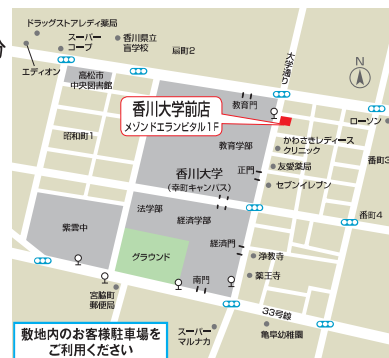 ドラッグストアレディ薬局
スーパー
コープ
香川県立
盲学校
扇町2
大学通り
エディオン
高松市
中央図書館
香川大学前店
メゾンドエランビタル1F
教育門
N
ローソン
昭和町1
教育学部
かわさきレディース
クリニック
番町3
香川大学
(幸町キャンパス)
正門
友愛薬局
セブンイレブン
法学部
経済学部
番町4
紫雲中
グラウンド
経済門
浄教寺
薬王寺
南門
宮脇町
郵便局
33号線
スーパー
マルナカ
亀阜幼稚園
敷地内のお客様駐車場を
ご利用ください